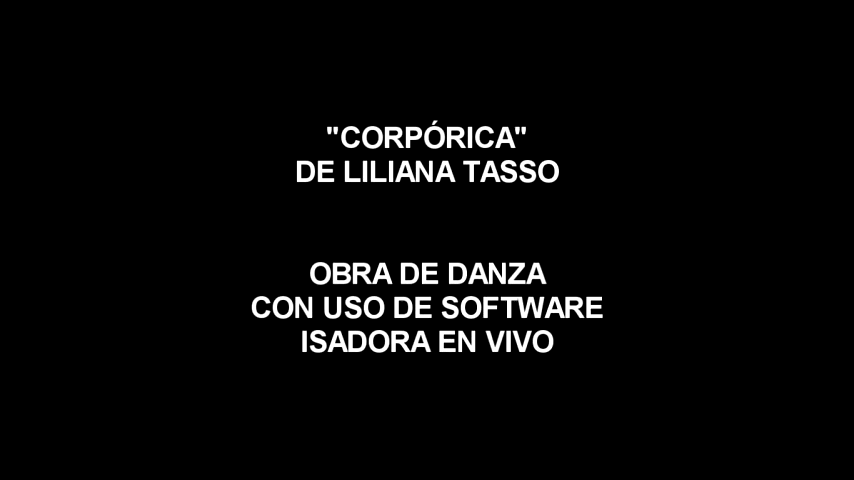 "CORPÓRICA"
DE LILIANA TASSO
OBRA DE DANZA
CON USO DE SOFTWARE
ISADORA EN VIVO